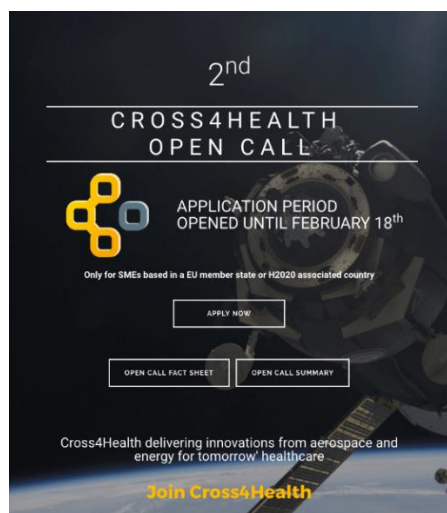 2nd
CROSS4HEALTH
OPEN CALL
APPLICATION PERIOD
OPENED UNTIL FEBRUARY 18th
Only for SMEs based in a EU member state or H2020 associated country
APPLY NOW
OPEN CALL FACT SHEET
OPEN CALL SUMMARY
Cross4Health delivering innovations from aerospace and
energy for tomorrow' healthcare
Join Cross4Health